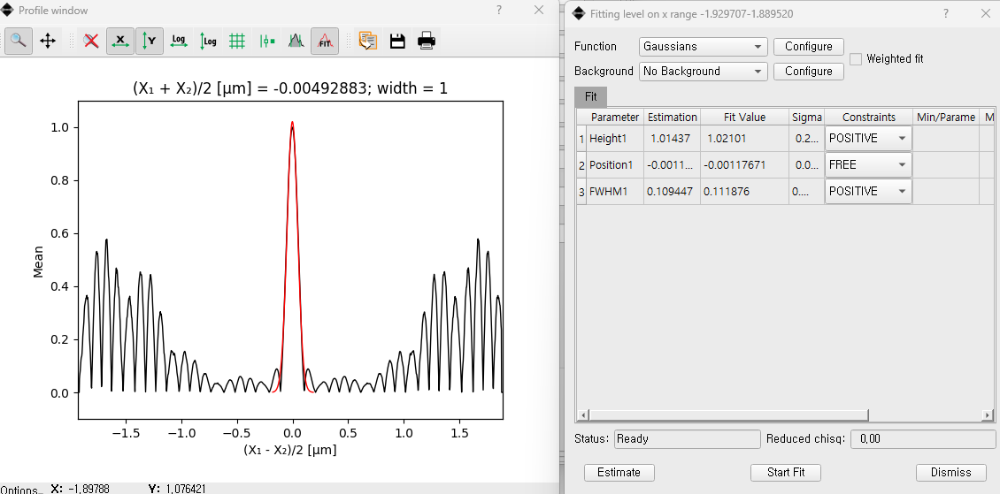 Profile window ? ×
Log Log FIT
(X₁ + X₂)/2 [µm] = -0.00492883; width = 1
Mean
1.0
0.8
0.6
0.4
0.2
0.0
−1.5 −1.0 −0.5 0.0 0.5 1.0 1.5
(X₁ - X₂)/2 [µm]
Options... X: -1,89788 Y: 1,076421
Fitting level on x range -1.929707-1.889520 ? ×
Function Gaussians Configure
Weighted fit
Background No Background Configure
Fit
Parameter Estimation Fit Value Sigma Constraints Min/Parame M
1 Height1 1.01437 1.02101 0.2... POSITIVE
2 Position1 -0.0011... -0.00117671 0.0... FREE
3 FWHM1 0.109447 0.111876 0.... POSITIVE
Status: Ready Reduced chisq: 0,00
Estimate Start Fit Dismiss